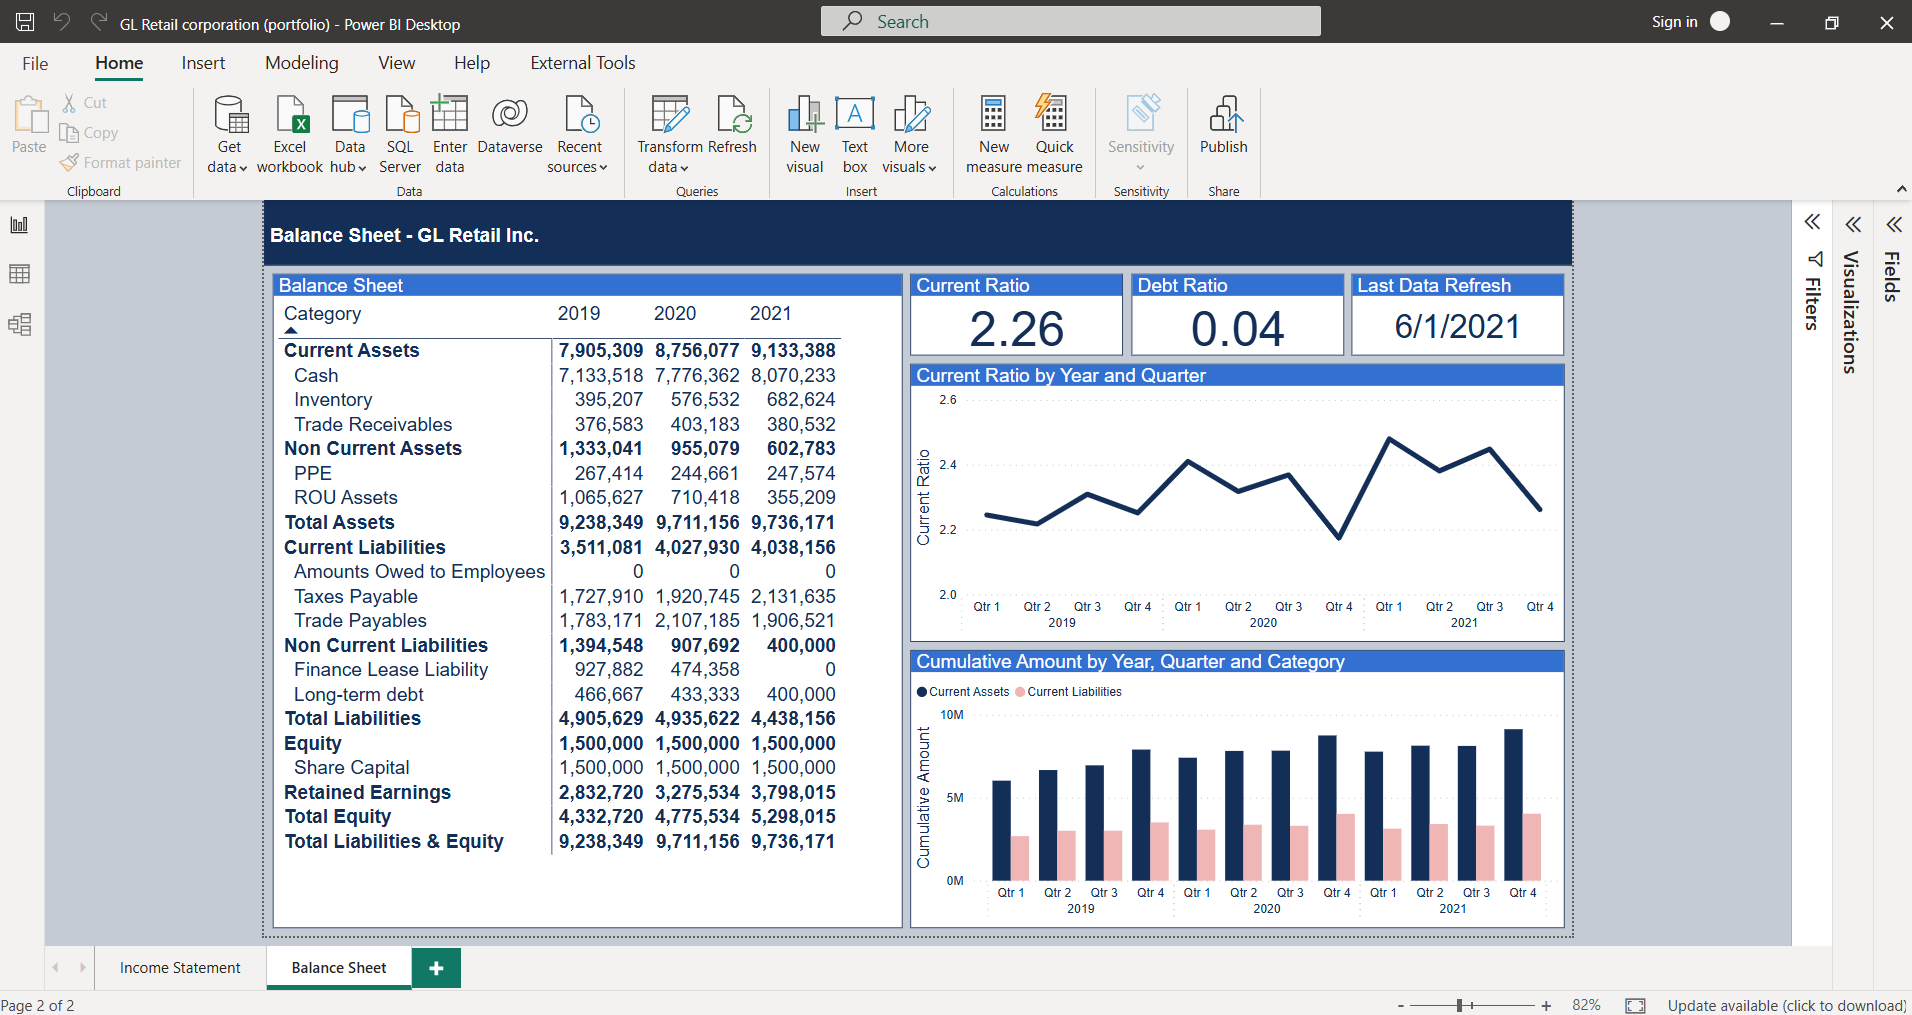 GL Retail corporation (portfolio) - Power BI Desktop
Search
Sign in
File Home Insert Modeling View Help External Tools
Paste
Cut
Copy
Format painter
Clipboard
Get data
Excel workbook
Data hub
SQL Server
Enter data
Dataverse
Recent sources
Data
Transform data
Refresh
Queries
New visual
Text box
More visuals
Insert
New measure
Quick measure
Calculations
Sensitivity
Sensitivity
Publish
Share
Balance Sheet - GL Retail Inc.
Balance Sheet
Category 2019 2020 2021
Current Assets 7,905,309 8,756,077 9,133,388
Cash 7,133,518 7,776,362 8,070,233
Inventory 395,207 576,532 682,624
Trade Receivables 376,583 403,183 380,532
Non Current Assets 1,333,041 955,079 602,783
PPE 267,414 244,661 247,574
ROU Assets 1,065,627 710,418 355,209
Total Assets 9,238,349 9,711,156 9,736,171
Current Liabilities 3,511,081 4,027,930 4,038,156
Amounts Owed to Employees 0 0 0
Taxes Payable 1,727,910 1,920,745 2,131,635
Trade Payables 1,783,171 2,107,185 1,906,521
Non Current Liabilities 1,394,548 907,692 400,000
Finance Lease Liability 927,882 474,358 0
Long-term debt 466,667 433,333 400,000
Total Liabilities 4,905,629 4,935,622 4,438,156
Equity 1,500,000 1,500,000 1,500,000
Share Capital 1,500,000 1,500,000 1,500,000
Retained Earnings 2,832,720 3,275,534 3,798,015
Total Equity 4,332,720 4,775,534 5,298,015
Total Liabilities & Equity 9,238,349 9,711,156 9,736,171
Current Ratio
2.26
Debt Ratio
0.04
Last Data Refresh
6/1/2021
Current Ratio by Year and Quarter
Current Ratio
2.6
2.4
2.2
2.0
Qtr 1 Qtr 2 Qtr 3 Qtr 4 Qtr 1 Qtr 2 Qtr 3 Qtr 4 Qtr 1 Qtr 2 Qtr 3 Qtr 4
2019 2020 2021
Cumulative Amount by Year, Quarter and Category
Current Assets Current Liabilities
Cumulative Amount
10M
5M
0M
Qtr 1 Qtr 2 Qtr 3 Qtr 4 Qtr 1 Qtr 2 Qtr 3 Qtr 4 Qtr 1 Qtr 2 Qtr 3 Qtr 4
2019 2020 2021
Filters
Visualizations
Fields
Income Statement
Balance Sheet
Page 2 of 2
- + 82%
Update available (click to download)